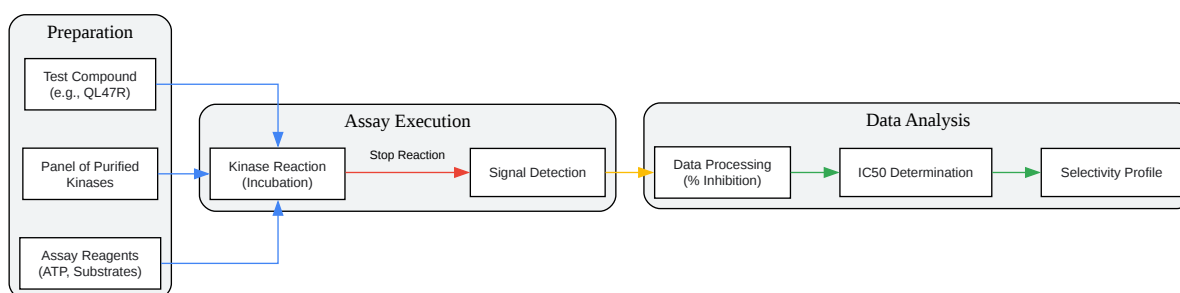 Preparation
Test Compound
(e.g., QL47R)
Panel of Purified
Kinases
Assay Reagents
(ATP, Substrates)
Assay Execution
Kinase Reaction
(Incubation)
Stop Reaction
Signal Detection
Data Analysis
Data Processing
(% Inhibition)
IC50 Determination
Selectivity Profile